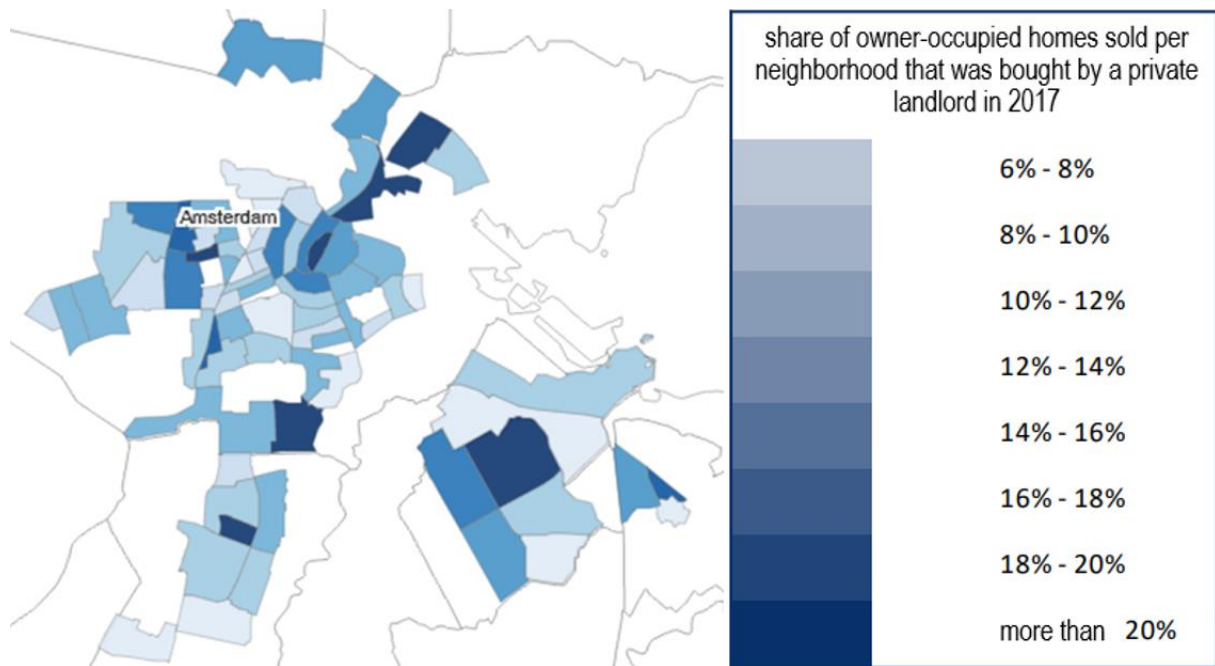 Amsterdam
share of owner-occupied homes sold per
neighborhood that was bought by a private
landlord in 2017
6% - 8%
8% - 10%
10% - 12%
12% - 14%
14% - 16%
16% - 18%
18% - 20%
more than 20%